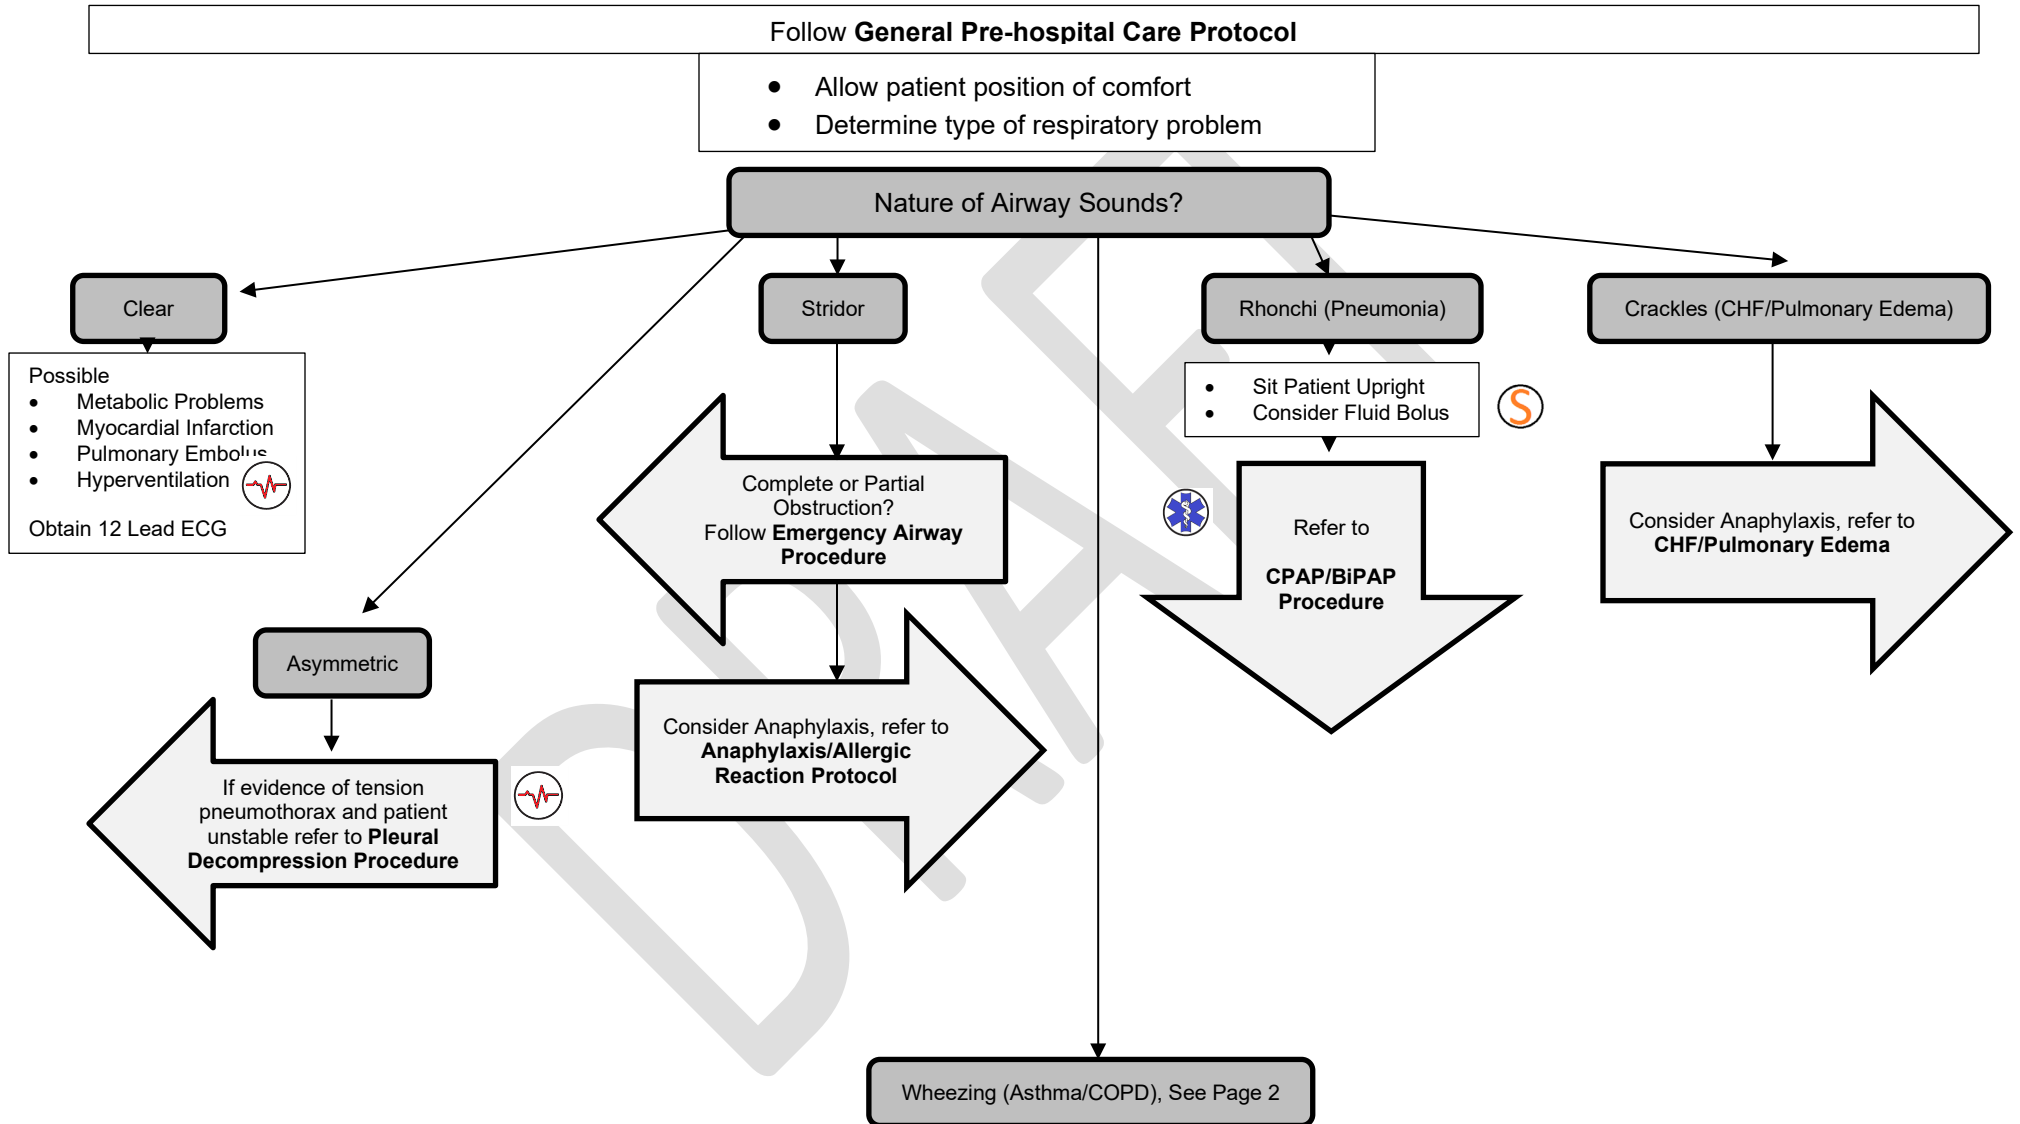 Follow General Pre-hospital Care Protocol
• Allow patient position of comfort
• Determine type of respiratory problem
Nature of Airway Sounds?
Clear
Possible
• Metabolic Problems
• Myocardial Infarction
• Pulmonary Embolus
• Hyperventilation
Obtain 12 Lead ECG
Asymmetric
If evidence of tension
pneumothorax and patient
unstable refer to Pleural
Decompression Procedure
Stridor
Complete or Partial
Obstruction?
Follow Emergency Airway
Procedure
Consider Anaphylaxis, refer to
Anaphylaxis/Allergic
Reaction Protocol
Wheezing (Asthma/COPD), See Page 2
Rhonchi (Pneumonia)
• Sit Patient Upright
• Consider Fluid Bolus
S
Refer to
CPAP/BiPAP
Procedure
Crackles (CHF/Pulmonary Edema)
Consider Anaphylaxis, refer to
CHF/Pulmonary Edema